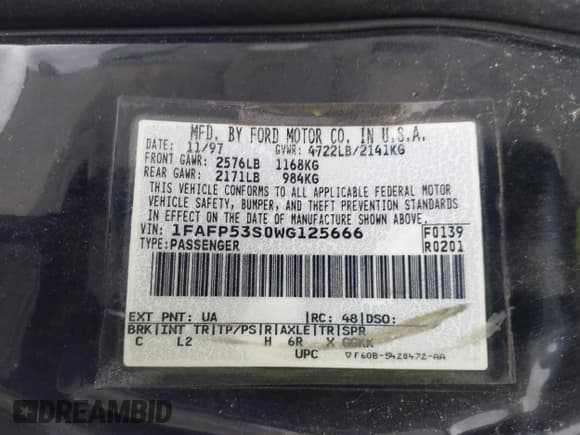 MFD. BY FORD MOTOR CO. IN U.S.A.
DATE: 11/97 GVWR: 4722LB/2141KG
FRONT GAWR: 2576LB 1168KG
REAR GAWR: 2171LB 984KG
THIS VEHICLE CONFORMS TO ALL APPLICABLE FEDERAL MOTOR
VEHICLE SAFETY, BUMPER, AND THEFT PREVENTION STANDARDS
IN EFFECT ON THE DATE OF MANUFACTURE SHOWN ABOVE.
VIN: 1FAFP53S0WG125666 F0139
TYPE: PASSENGER R0201
EXT PNT: UA RC: 48 DSO:
BRK INT TR TP/PS R AXLE TR SPR
C L2 H 6R X GGKK
UPC F60B-5420472-AA
DREAMBID